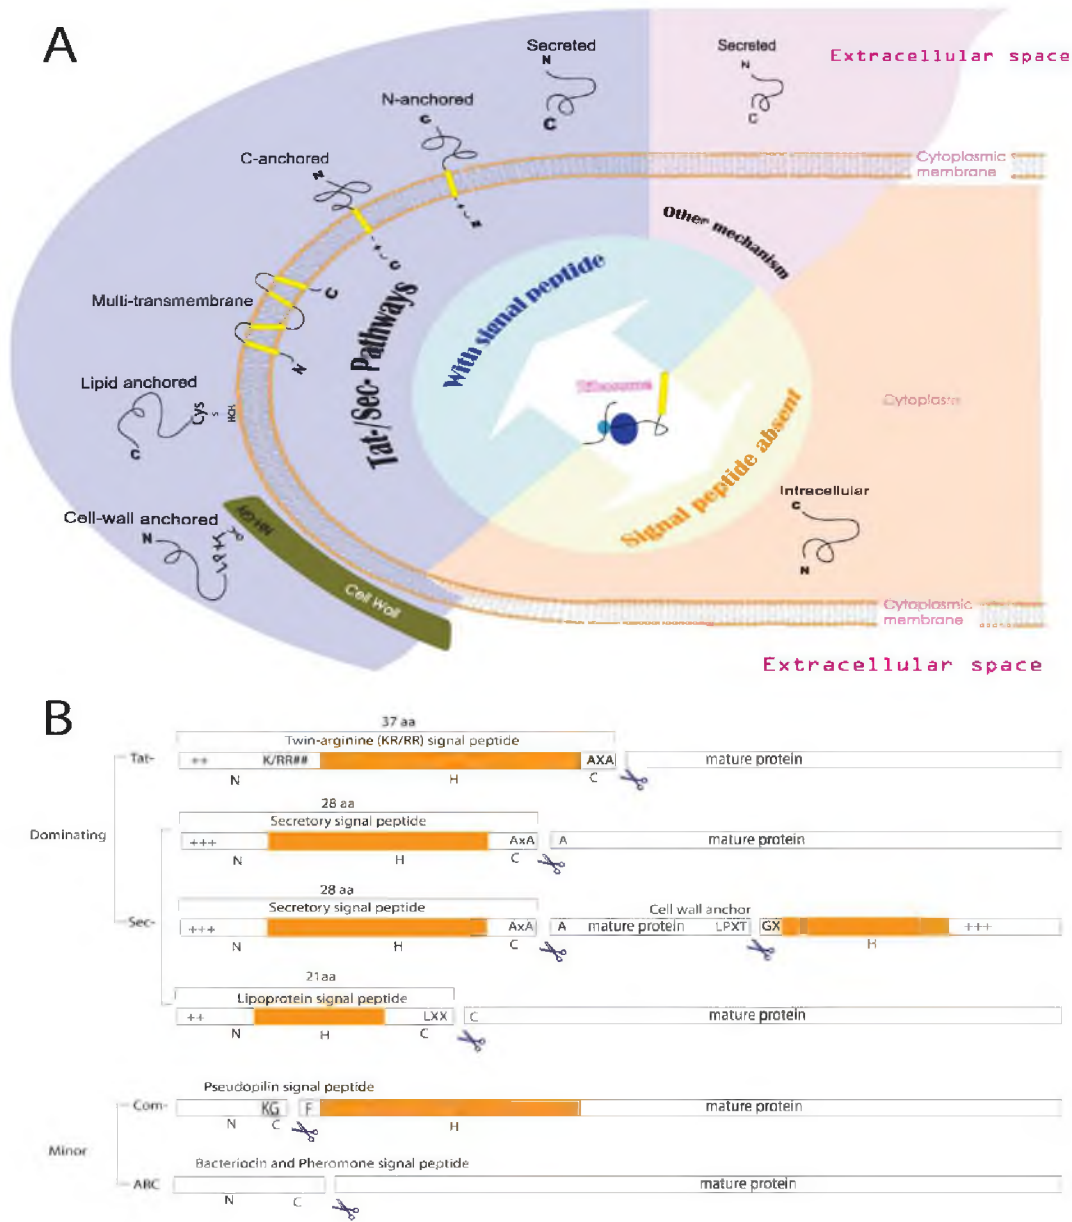 A
Secreted
N
C
Secreted
N
C
Extracellular space
N-anchored
C
N
C-anchored
N
C
Cytoplasmic
membrane
Other mechanism
With signal peptide
Tat-/Sec- Pathways
Multi-transmembrane
C
N
Lipid anchored
Cys
S
C
Ribosome
Cytoplasm
Signal peptide absent
Intracellular
C
N
Cell-wall anchored
N
Cell Wall
Cytoplasmic
membrane
Extracellular space
B
37 aa
Twin-arginine (KR/RR) signal peptide
Tat- ++ K/RR## AXA mature protein
N H C
28 aa
Dominating
Secretory signal peptide
+++ AxA A mature protein
N H C
28 aa
Secretory signal peptide Cell wall anchor
Sec- +++ AxA A mature protein LPXT GX +++
N H C H
21aa
Lipoprotein signal peptide
++ LXX C mature protein
N H C
Pseudopilin signal peptide
Com- KG F mature protein
N C H
Minor
Bacteriocin and Pheromone signal peptide
ABC mature protein
N C